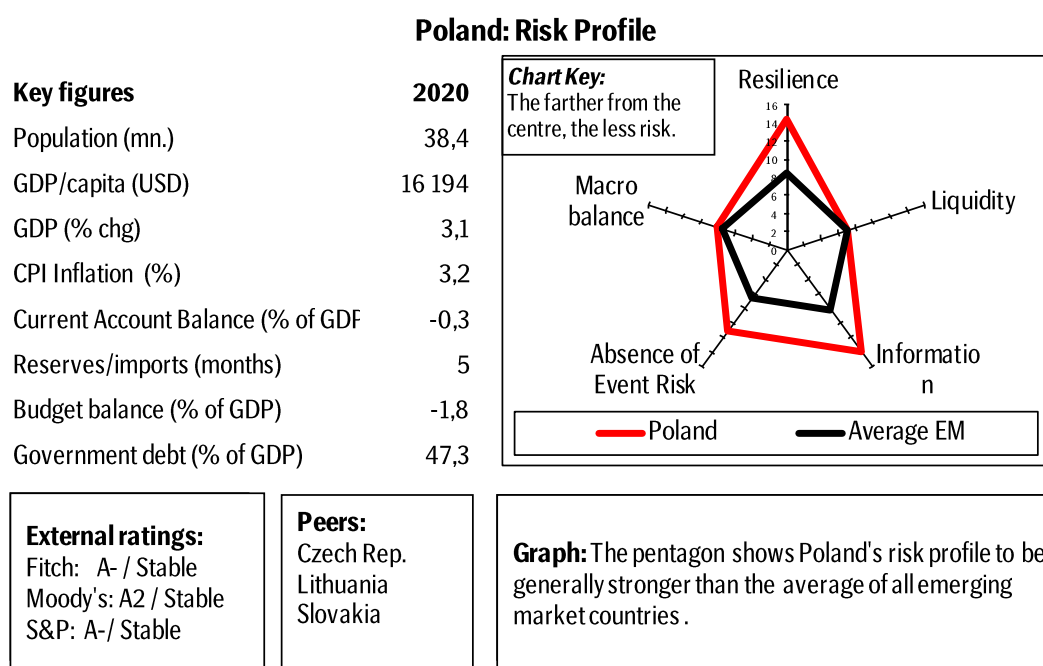 Poland: Risk Profile
Key figures 2020
Population (mn.) 38,4
GDP/capita (USD) 16 194
GDP (% chg) 3,1
CPI Inflation (%) 3,2
Current Account Balance (% of GDP -0,3
Reserves/imports (months) 5
Budget balance (% of GDP) -1,8
Government debt (% of GDP) 47,3
Chart Key:
The farther from the
centre, the less risk.
Resilience
16
14
12
10
8
6
4
2
0
Macro
balance
Liquidity
Absence of
Event Risk
Informatio
n
Poland Average EM
External ratings:
Fitch: A- / Stable
Moody's: A2 / Stable
S&P: A-/ Stable
Peers:
Czech Rep.
Lithuania
Slovakia
Graph: The pentagon shows Poland's risk profile to be
generally stronger than the average of all emerging
market countries .